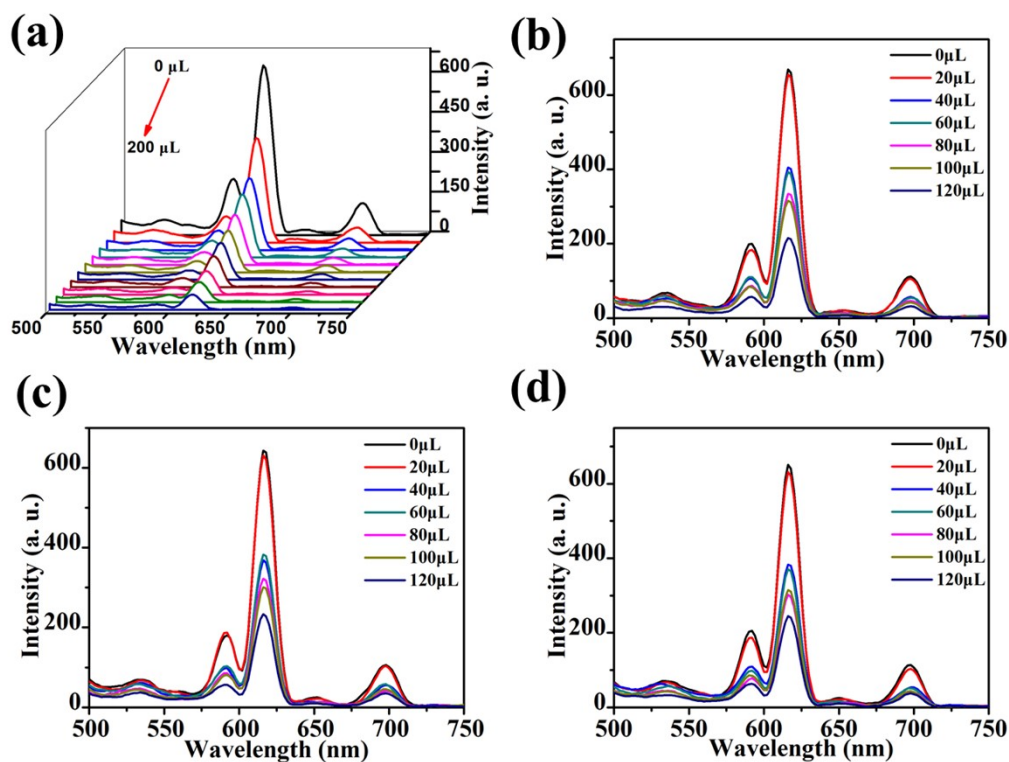 (a)
0 µL
200 µL
600
450
300
150
0
Intensity (a. u.)
500 550 600 650 700 750
Wavelength (nm)
(b)
0µL
20µL
40µL
60µL
80µL
100µL
120µL
600
400
200
0
Intensity (a. u.)
500 550 600 650 700 750
Wavelength (nm)
(c)
0µL
20µL
40µL
60µL
80µL
100µL
120µL
600
400
200
0
Intensity (a. u.)
500 550 600 650 700 750
Wavelength (nm)
(d)
0µL
20µL
40µL
60µL
80µL
100µL
120µL
600
400
200
0
Intensity (a. u.)
500 550 600 650 700 750
Wavelength (nm)